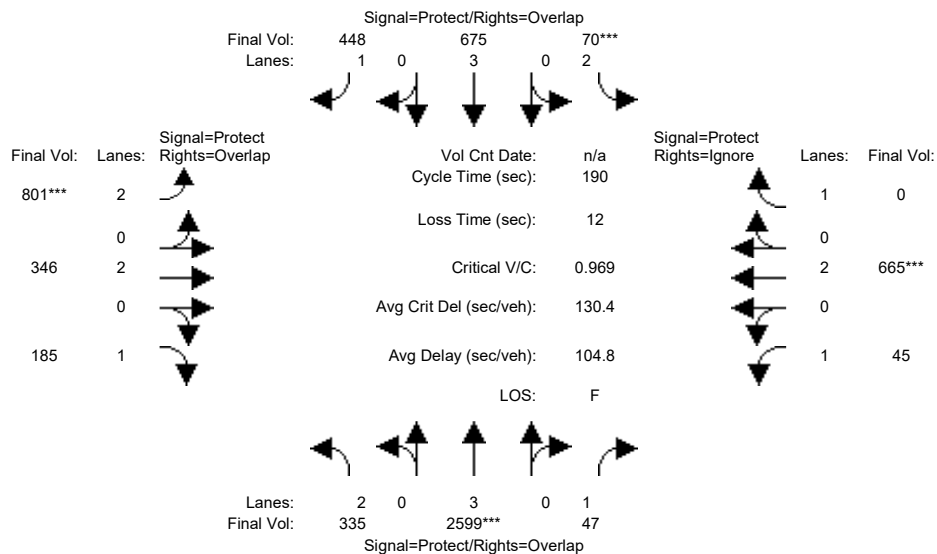 Signal=Protect/Rights=Overlap
Final Vol: 448 675 70***
Lanes: 1 0 3 0 2
Signal=Protect
Final Vol: Lanes: Rights=Overlap
Vol Cnt Date: n/a
Signal=Protect
Rights=Ignore Lanes: Final Vol:
Cycle Time (sec): 190
801*** 2
1 0
Loss Time (sec): 12
0
0
346 2
Critical V/C: 0.969
2 665***
0
Avg Crit Del (sec/veh): 130.4
0
185 1
Avg Delay (sec/veh): 104.8
1 45
LOS: F
Lanes: 2 0 3 0 1
Final Vol: 335 2599*** 47
Signal=Protect/Rights=Overlap